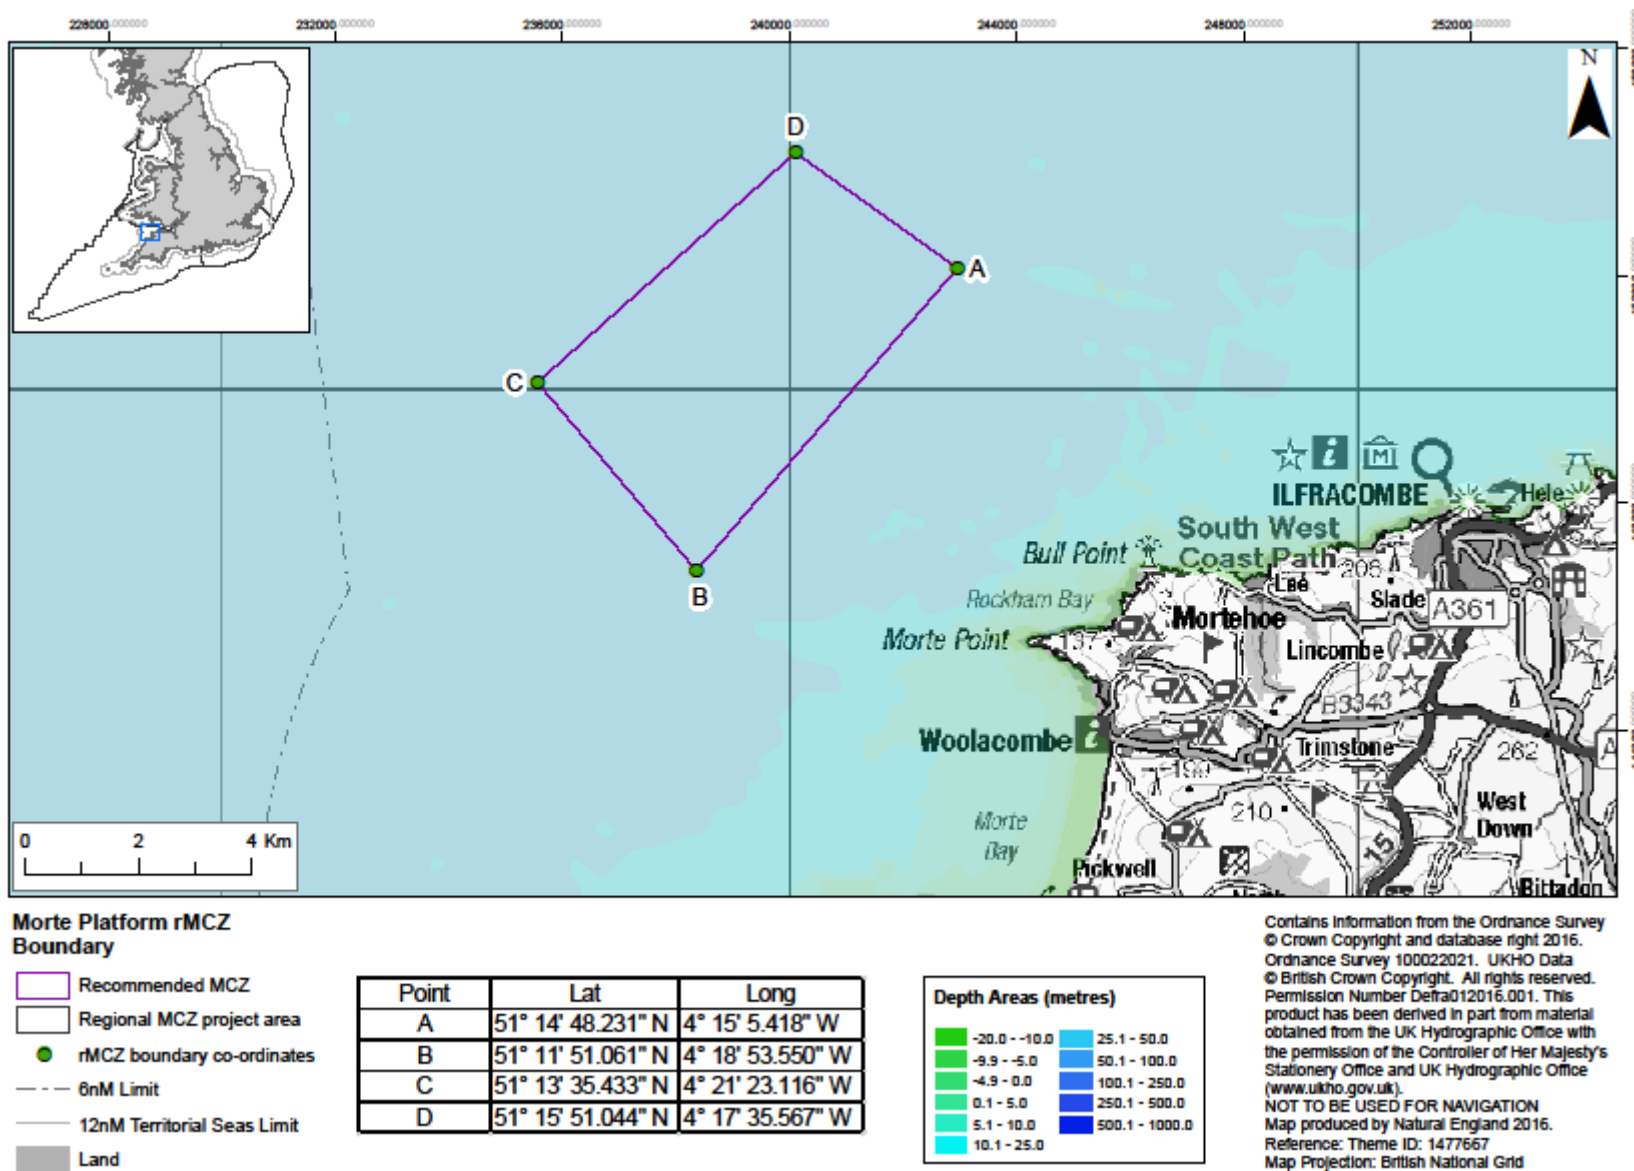 228000.000000 232000.000000 236000.000000 240000.000000 244000.000000 248000.000000 252000.000000
N
D
A
C
B
ILFRACOMBE
Hele
South West
Coast Path
Bull Point
206
Lee
Slade
A361
Rockham Bay
Mortehoe
Morte Point
137
Lincombe
B3343
Woolacombe
Trimstone
262
199
210
West
Down
Morte
Bay
15
Pickwell
Bittadon
0 2 4 Km
Morte Platform rMCZ
Boundary
Recommended MCZ
Regional MCZ project area
rMCZ boundary co-ordinates
6nM Limit
12nM Territorial Seas Limit
Land
Point Lat Long
A 51° 14' 48.231" N 4° 15' 5.418" W
B 51° 11' 51.061" N 4° 18' 53.550" W
C 51° 13' 35.433" N 4° 21' 23.116" W
D 51° 15' 51.044" N 4° 17' 35.567" W
Depth Areas (metres)
-20.0 - -10.0 25.1 - 50.0
-9.9 - -5.0 50.1 - 100.0
-4.9 - 0.0 100.1 - 250.0
0.1 - 5.0 250.1 - 500.0
5.1 - 10.0 500.1 - 1000.0
10.1 - 25.0
Contains Information from the Ordnance Survey
© Crown Copyright and database right 2016.
Ordnance Survey 100022021. UKHO Data
© British Crown Copyright. All rights reserved.
Permission Number Defra012016.001. This
product has been derived in part from material
obtained from the UK Hydrographic Office with
the permission of the Controller of Her Majesty's
Stationery Office and UK Hydrographic Office
(www.ukho.gov.uk).
NOT TO BE USED FOR NAVIGATION
Map produced by Natural England 2016.
Reference: Theme ID: 1477667
Map Projection: British National Grid